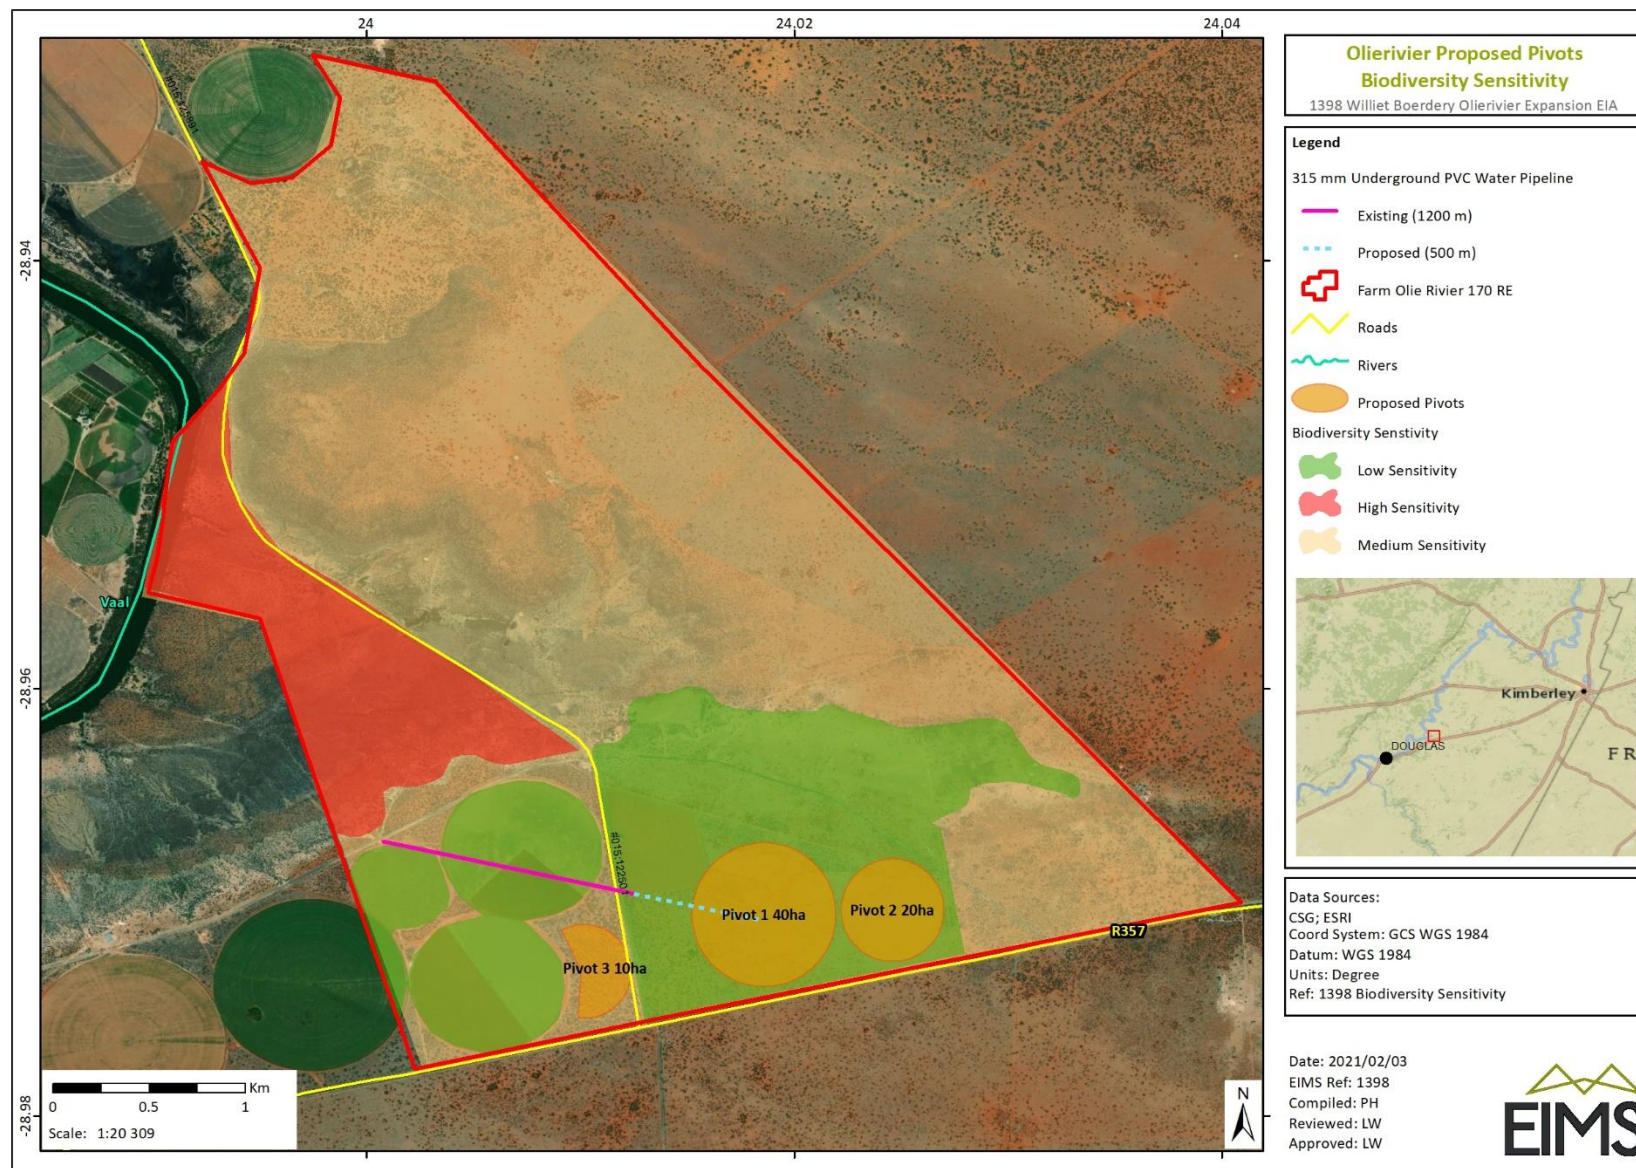 24
24,02
24,04
-28,94
-28,96
-28,98
Vaal
Pivot 1 40ha
Pivot 2 20ha
Pivot 3 10ha
R357
Km
0
0.5
1
Scale: 1:20 309
N
Olierivier Proposed Pivots
Biodiversity Sensitivity
1398 Williet Boerdery Olierivier Expansion EIA
Legend
315 mm Underground PVC Water Pipeline
Existing (1200 m)
Proposed (500 m)
Farm Olie Rivier 170 RE
Roads
Rivers
Proposed Pivots
Biodiversity Senstivity
Low Sensitivity
High Sensitivity
Medium Sensitivity
Kimberley
DOUGLAS
F R
Data Sources:
CSG; ESRI
Coord System: GCS WGS 1984
Datum: WGS 1984
Units: Degree
Ref: 1398 Biodiversity Sensitivity
Date: 2021/02/03
EIMS Ref: 1398
Compiled: PH
Reviewed: LW
Approved: LW
EIMS